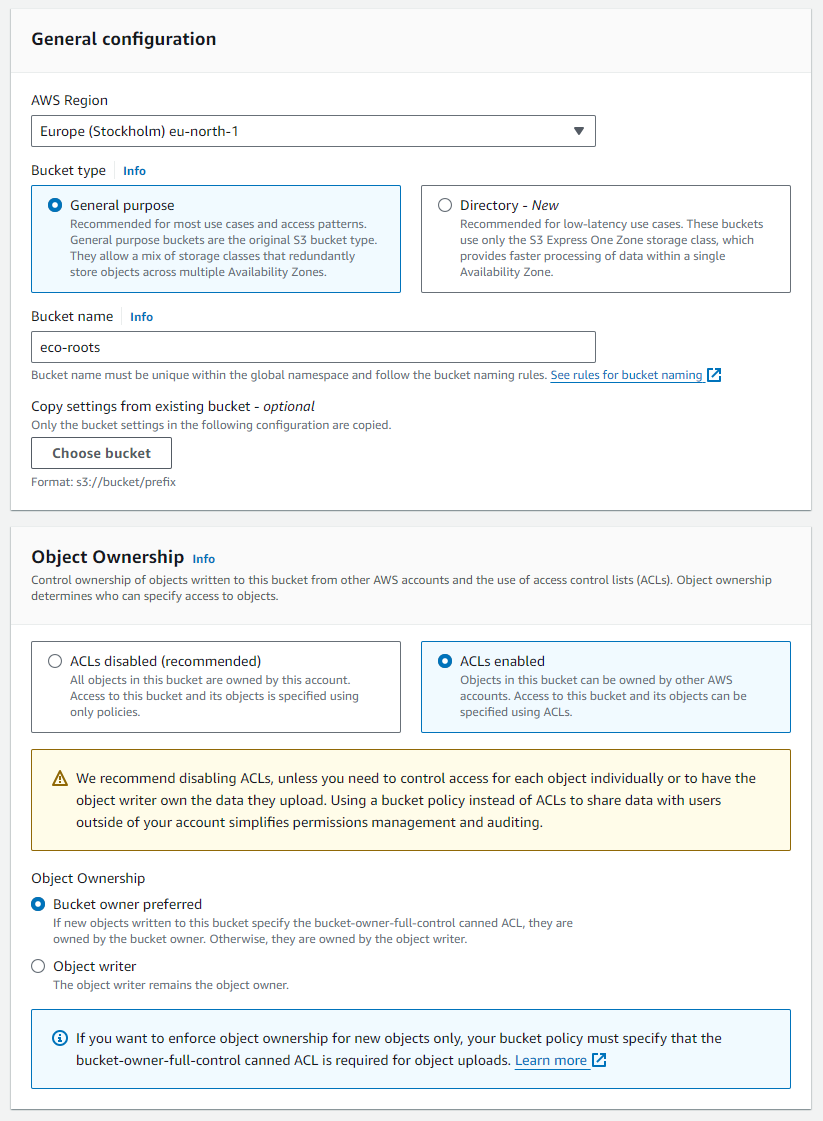 General configuration
AWS Region
Europe (Stockholm) eu-north-1
Bucket type Info
General purpose
Recommended for most use cases and access patterns.
General purpose buckets are the original S3 bucket type.
They allow a mix of storage classes that redundantly
store objects across multiple Availability Zones.
Directory - New
Recommended for low-latency use cases. These buckets
use only the S3 Express One Zone storage class, which
provides faster processing of data within a single
Availability Zone.
Bucket name Info
eco-roots
Bucket name must be unique within the global namespace and follow the bucket naming rules. See rules for bucket naming
Copy settings from existing bucket - optional
Only the bucket settings in the following configuration are copied.
Choose bucket
Format: s3://bucket/prefix
Object Ownership Info
Control ownership of objects written to this bucket from other AWS accounts and the use of access control lists (ACLs). Object ownership
determines who can specify access to objects.
ACLs disabled (recommended)
All objects in this bucket are owned by this account.
Access to this bucket and its objects is specified using
only policies.
ACLs enabled
Objects in this bucket can be owned by other AWS
accounts. Access to this bucket and its objects can be
specified using ACLs.
We recommend disabling ACLs, unless you need to control access for each object individually or to have the
object writer own the data they upload. Using a bucket policy instead of ACLs to share data with users
outside of your account simplifies permissions management and auditing.
Object Ownership
Bucket owner preferred
If new objects written to this bucket specify the bucket-owner-full-control canned ACL, they are
owned by the bucket owner. Otherwise, they are owned by the object writer.
Object writer
The object writer remains the object owner.
If you want to enforce object ownership for new objects only, your bucket policy must specify that the
bucket-owner-full-control canned ACL is required for object uploads. Learn more